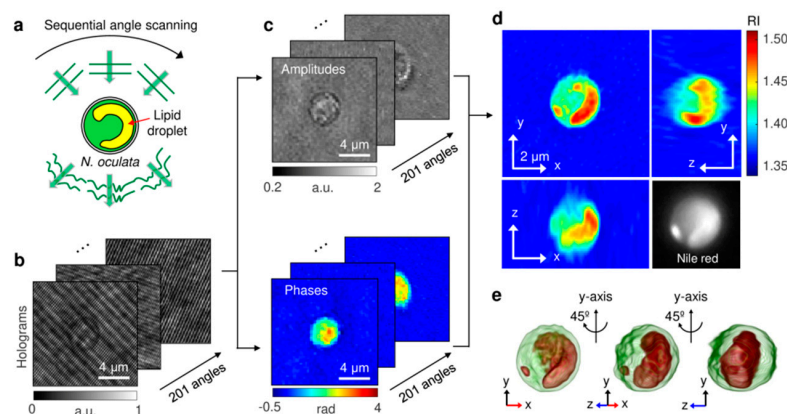 a
Sequential angle scanning
Lipid
droplet
N. oculata
b
Holograms
4 μm
201 angles
0 a.u. 1
c
Amplitudes
4 μm
201 angles
0.2 a.u. 2
Phases
4 μm
201 angles
-0.5 rad 4
d
RI
1.50
1.45
1.40
1.35
y
2 μm x
y
z
z
x
Nile red
e
y-axis
45º
y-axis
45º
y
x
y
z
x
y
z